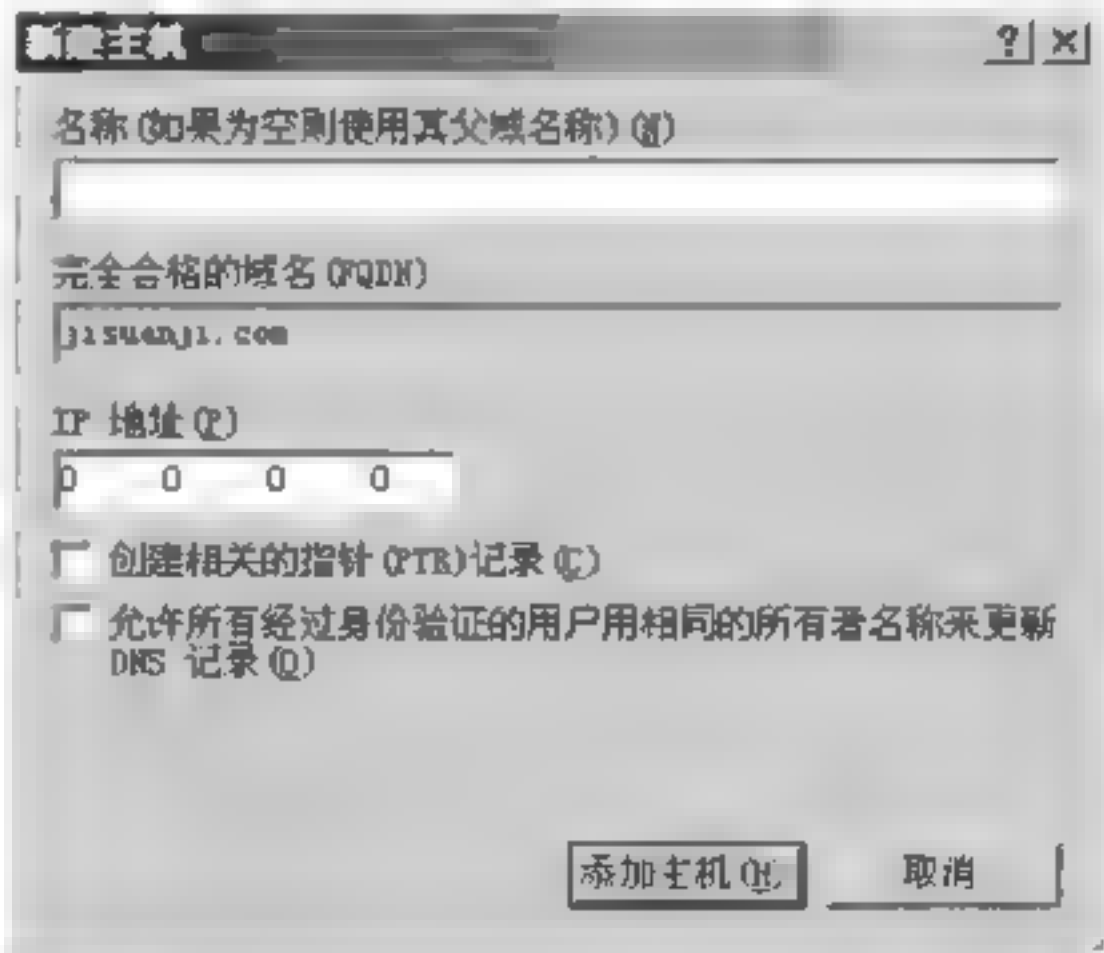 新建主机
名称(如果为空则使用其父域名称)(N)
完全合格的域名(FQDN)
jisuanji.com
IP 地址(P)
0 0 0 0
创建相关的指针(PTR)记录(C)
允许所有经过身份验证的用户用相同的所有者名称来更新
DNS 记录(O)
添加主机(H) 取消